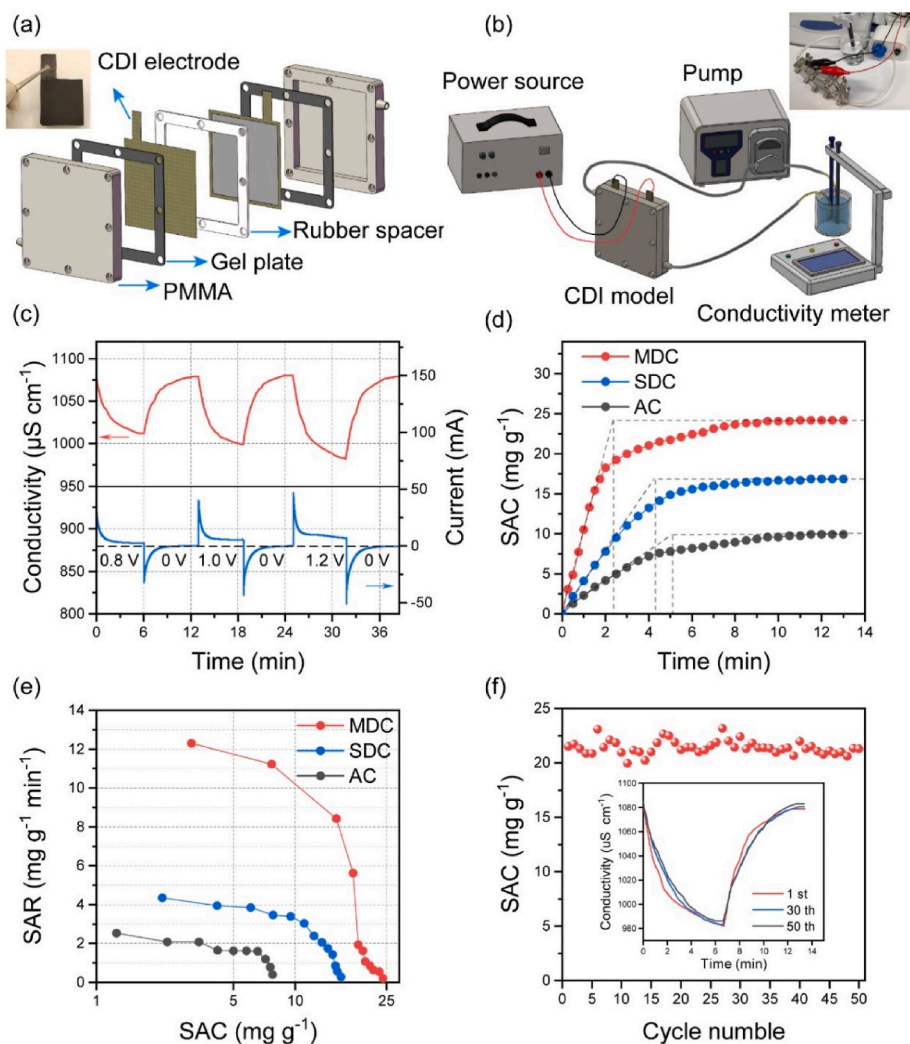 (a)
CDI electrode
Rubber spacer
Gel plate
PMMA
(b)
Power source
Pump
CDI model
Conductivity meter
(c)
Conductivity (µS cm⁻¹)
1100
1050
1000
950
900
850
800
150
100
50
0
-50
Current (mA)
0.8 V
0 V
1.0 V
0 V
1.2 V
0 V
0
6
12
18
24
30
36
Time (min)
(d)
MDC
SDC
AC
SAC (mg g⁻¹)
30
25
20
15
10
5
0
0
2
4
6
8
10
12
14
Time (min)
(e)
MDC
SDC
AC
SAR (mg g⁻¹ min⁻¹)
14
12
10
8
6
4
2
0
1
5
10
25
SAC (mg g⁻¹)
(f)
SAC (mg g⁻¹)
25
20
15
10
5
0
Conductivity (uS cm⁻¹)
1100
1080
1060
1040
1020
1000
980
1 st
30 th
50 th
0
2
4
6
8
10
12
14
Time (min)
0
5
10
15
20
25
30
35
40
45
50
Cycle numble